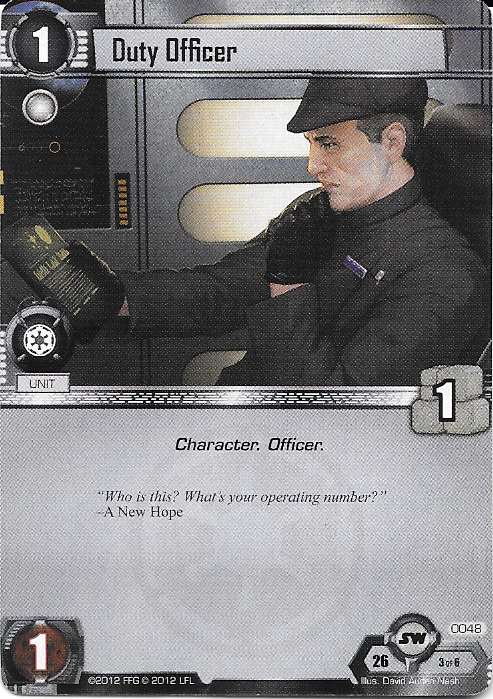 1
Duty Officer
UNIT
1
Character. Officer.
"Who is this? What's your operating number?"
–A New Hope
1
©2012 FFG © 2012 LFL
SW
0048
26
3 of 6
Illus. David Auden Nash